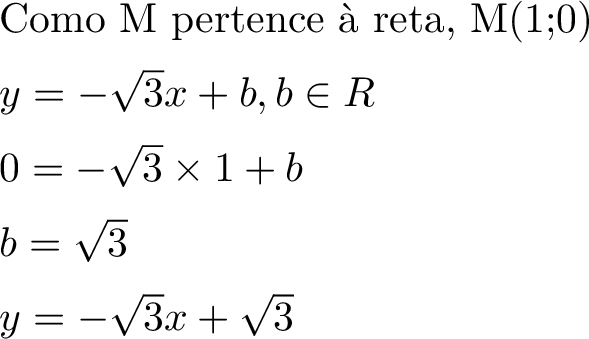 Como M pertence à reta, M(1;0)
y = −√3x + b, b ∈ R
0 = −√3 × 1 + b
b = √3
y = −√3x + √3